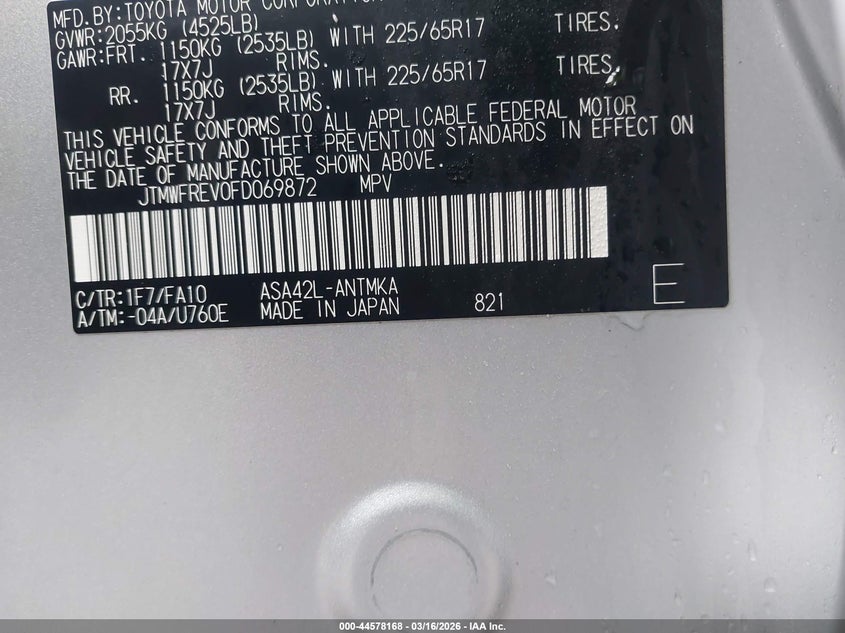 MFD.BY:TOYOTA MOTOR CORPORATION
GVWR:2055KG (4525LB)
GAWR:FRT. 1150KG (2535LB) WITH 225/65R17 TIRES,
17X7J RIMS.
RR. 1150KG (2535LB) WITH 225/65R17 TIRES,
17X7J RIMS.
THIS VEHICLE CONFORMS TO ALL APPLICABLE FEDERAL MOTOR
VEHICLE SAFETY AND THEFT PREVENTION STANDARDS IN EFFECT ON
THE DATE OF MANUFACTURE SHOWN ABOVE.
JTMWFREV0FD069872 MPV
C/TR:1F7/FA10 ASA42L-ANTMKA
A/TM:-04A/U760E MADE IN JAPAN 821 E
000-44578168 - 03/16/2026 - IAA Inc.